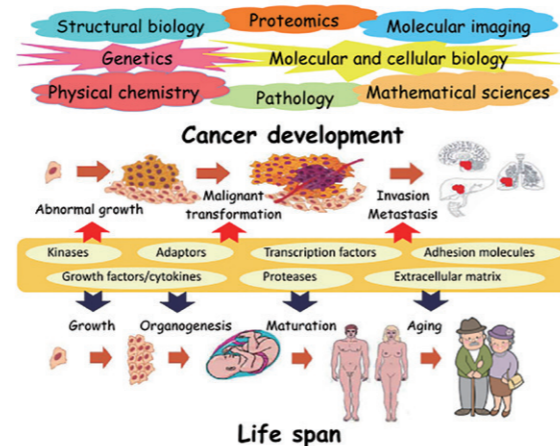 Structural biology
Proteomics
Molecular imaging
Genetics
Molecular and cellular biology
Physical chemistry
Pathology
Mathematical sciences
Cancer development
Abnormal growth
Malignant
transformation
Invasion
Metastasis
Kinases
Adaptors
Transcription factors
Adhesion molecules
Growth factors/cytokines
Proteases
Extracellular matrix
Growth
Organogenesis
Maturation
Aging
Life span